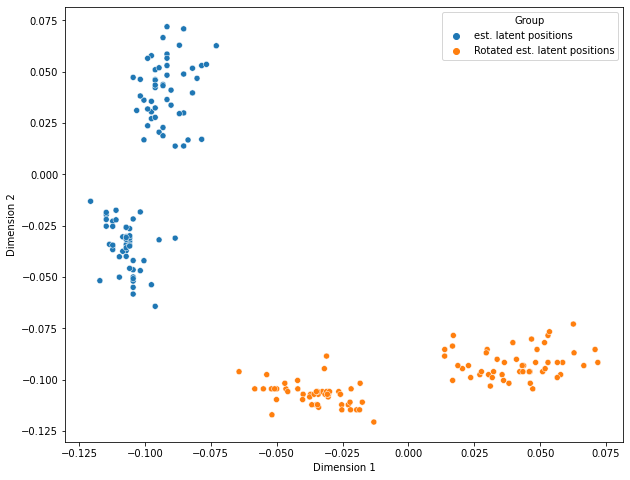 Group
est. latent positions
Rotated est. latent positions
0.075
0.050
0.025
0.000
−0.025
−0.050
−0.075
−0.100
−0.125
Dimension 2
−0.125 −0.100 −0.075 −0.050 −0.025 0.000 0.025 0.050 0.075
Dimension 1